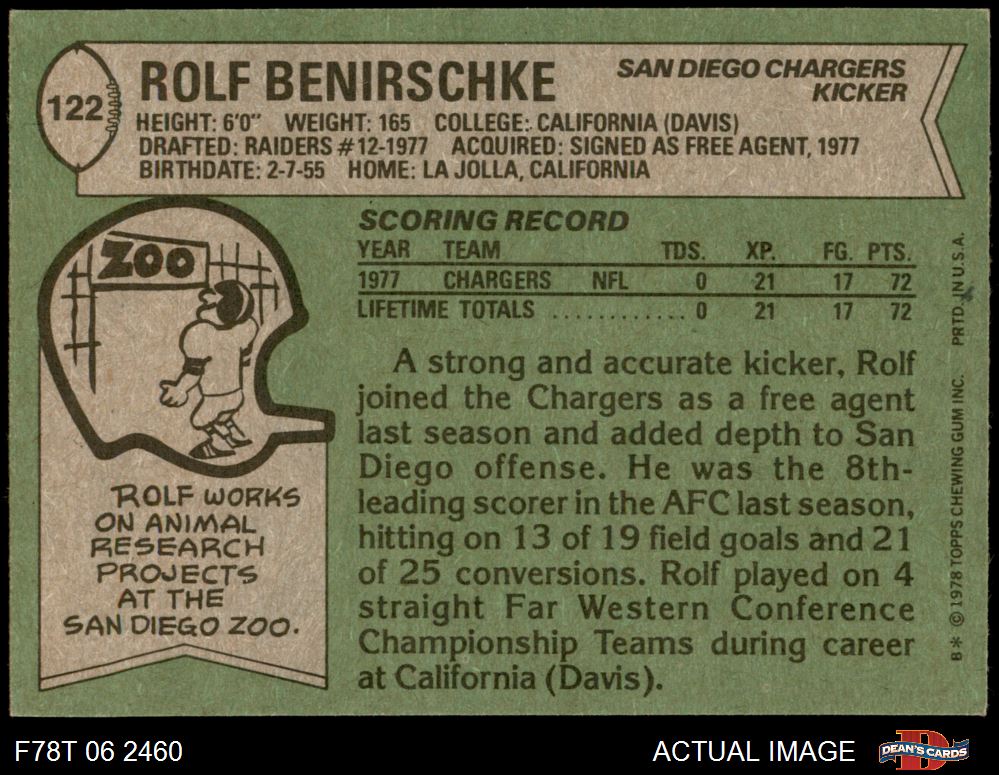 122
ROLF BENIRSCHKE
SAN DIEGO CHARGERS
KICKER
HEIGHT: 6'0" WEIGHT: 165 COLLEGE: CALIFORNIA (DAVIS)
DRAFTED: RAIDERS #12-1977 ACQUIRED: SIGNED AS FREE AGENT, 1977
BIRTHDATE: 2-7-55 HOME: LA JOLLA, CALIFORNIA
ZOO
ROLF WORKS
ON ANIMAL
RESEARCH
PROJECTS
AT THE
SAN DIEGO ZOO.
SCORING RECORD
YEAR TEAM TDS. XP. FG. PTS.
1977 CHARGERS NFL 0 21 17 72
LIFETIME TOTALS ............ 0 21 17 72
A strong and accurate kicker, Rolf
joined the Chargers as a free agent
last season and added depth to San
Diego offense. He was the 8th-
leading scorer in the AFC last season,
hitting on 13 of 19 field goals and 21
of 25 conversions. Rolf played on 4
straight Far Western Conference
Championship Teams during career
at California (Davis).
B* © 1978 TOPPS CHEWING GUM INC. PRTD. IN U.S.A.
F78T 06 2460
ACTUAL IMAGE
D
DEAN'S CARDS